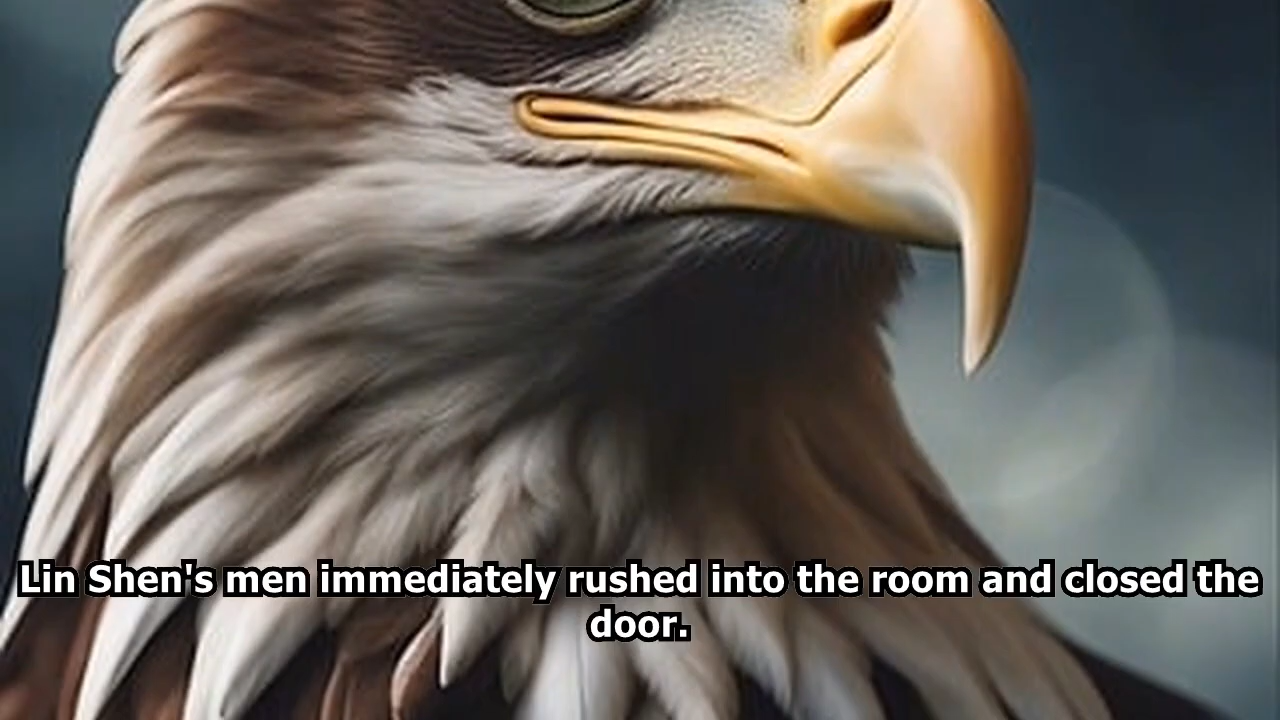 Lin Shen's men immediately rushed into the room and closed the
door.